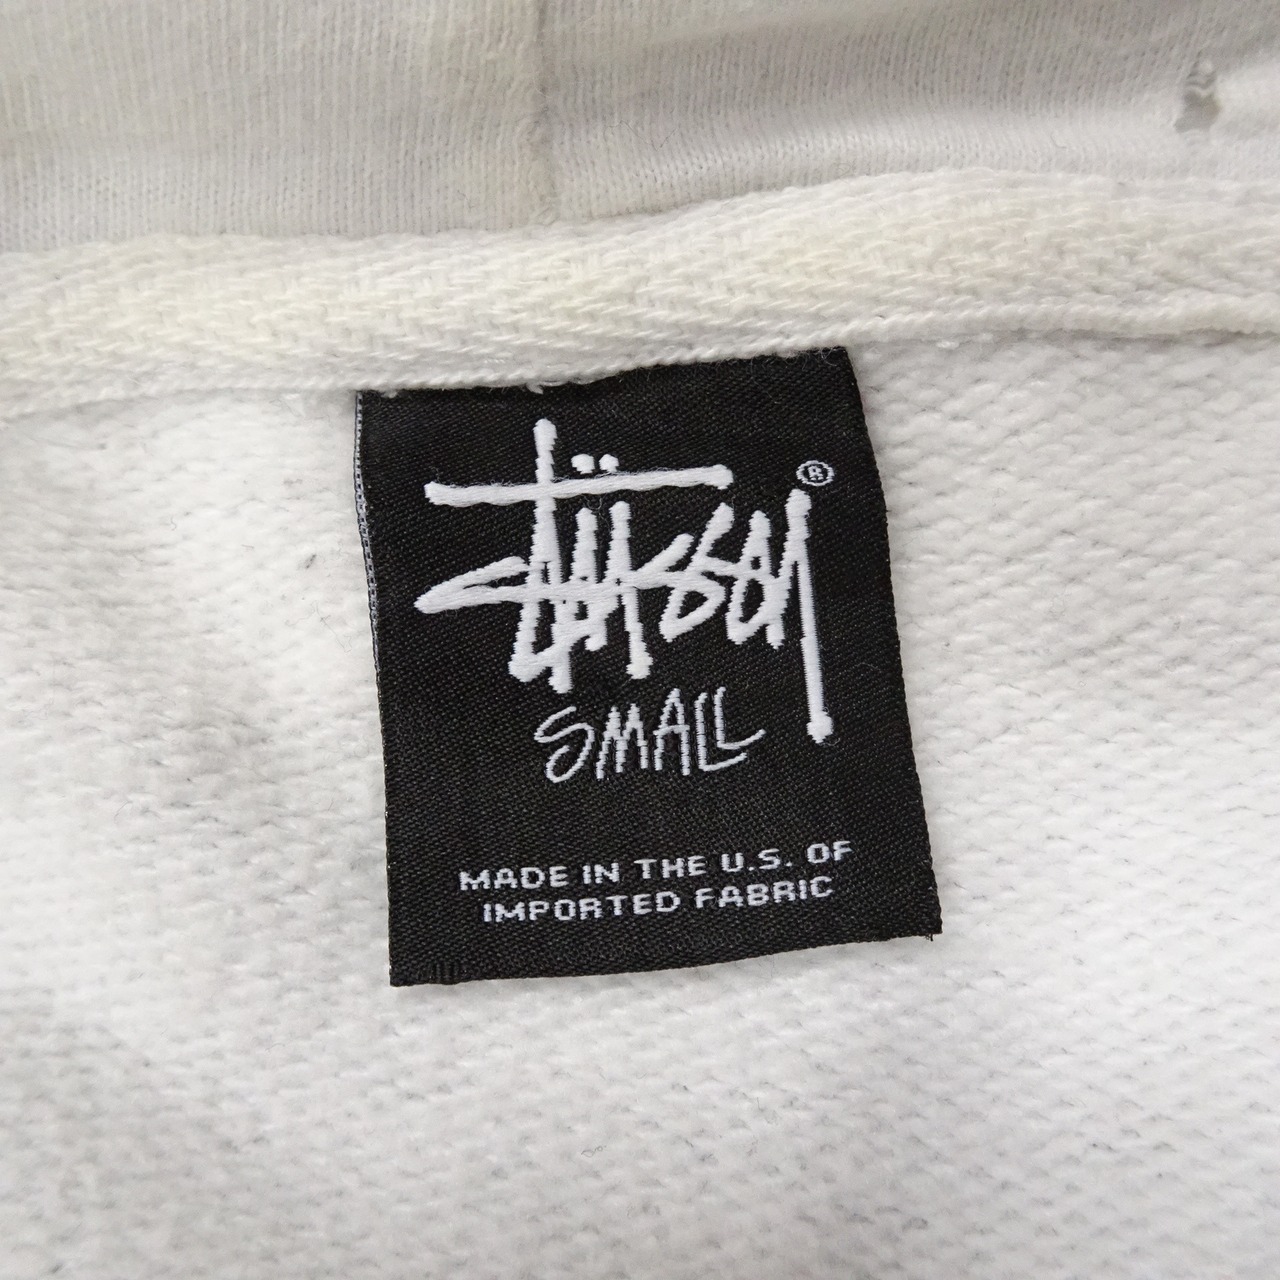 Stüssy®
SMALL
MADE IN THE U.S. OF
IMPORTED FABRIC